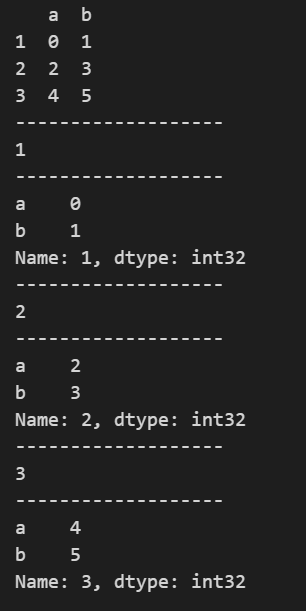 a  b
1  0  1
2  2  3
3  4  5
-------------------
1
-------------------
a    0
b    1
Name: 1, dtype: int32
-------------------
2
-------------------
a    2
b    3
Name: 2, dtype: int32
-------------------
3
-------------------
a    4
b    5
Name: 3, dtype: int32